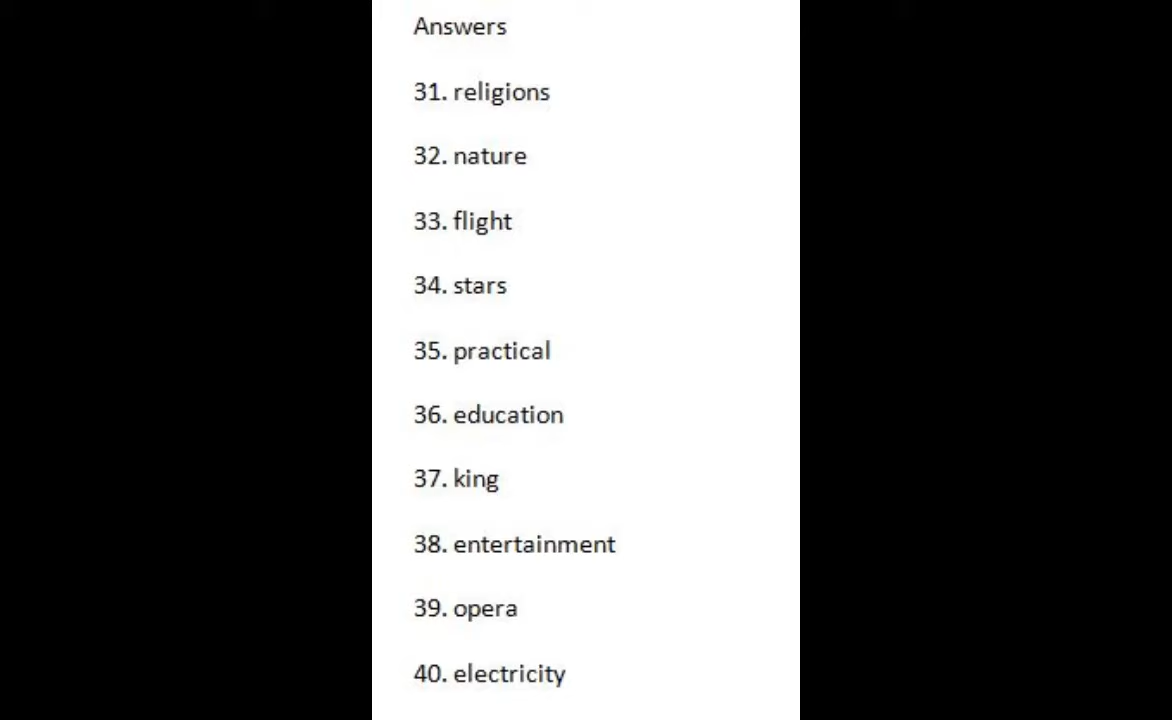 Answers
31. religions
32. nature
33. flight
34. stars
35. practical
36. education
37. king
38. entertainment
39. opera
40. electricity